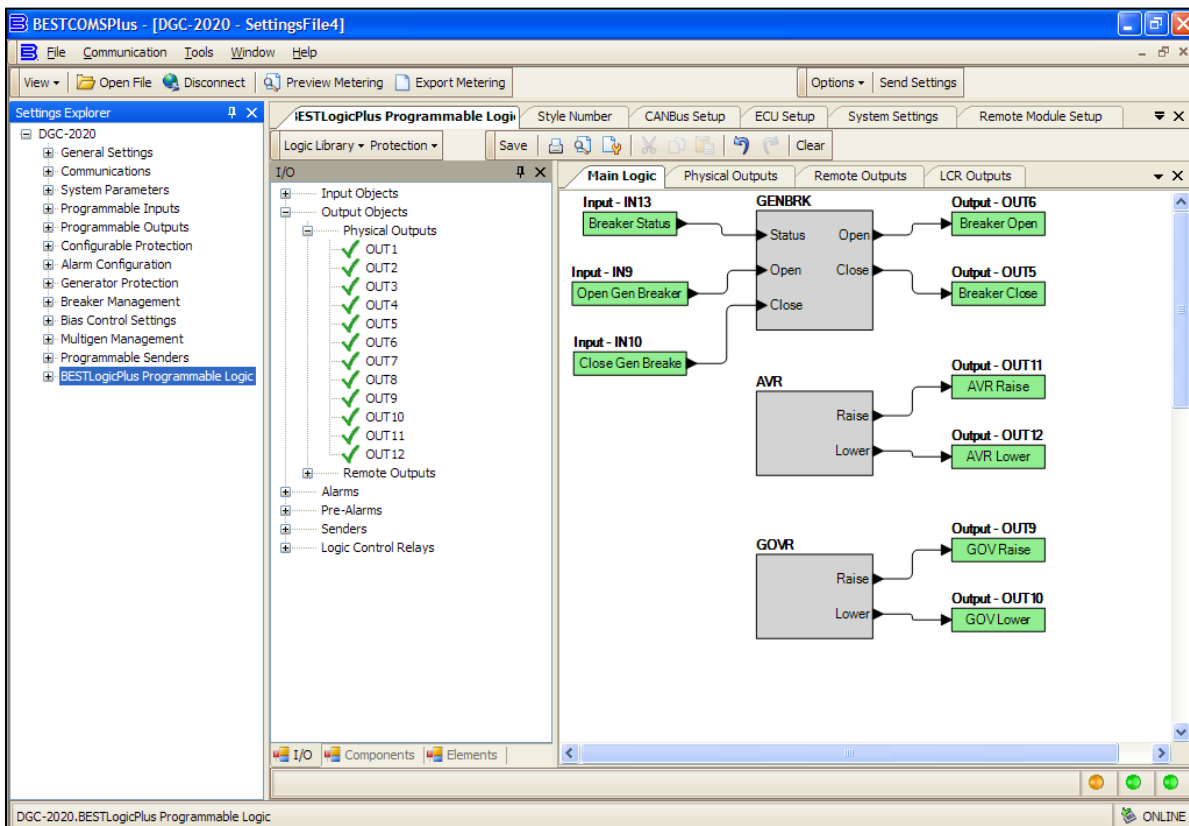 BESTCOMSPlus - [DGC-2020 - SettingsFile4]
File Communication Tools Window Help
View Open File Disconnect Preview Metering Export Metering Options Send Settings
Settings Explorer
DGC-2020
General Settings
Communications
System Parameters
Programmable Inputs
Programmable Outputs
Configurable Protection
Alarm Configuration
Generator Protection
Breaker Management
Bias Control Settings
Multigen Management
Programmable Senders
BESTLogicPlus Programmable Logic
ESTLogicPlus Programmable Logi Style Number CANBus Setup ECU Setup System Settings Remote Module Setup
Logic Library Protection Save Clear
I/O
Input Objects
Output Objects
Physical Outputs
OUT1
OUT2
OUT3
OUT4
OUT5
OUT6
OUT7
OUT8
OUT9
OUT10
OUT11
OUT12
Remote Outputs
Alarms
Pre-Alarms
Senders
Logic Control Relays
I/O Components Elements
Main Logic Physical Outputs Remote Outputs LCR Outputs
Input - IN13 GENBRK Output - OUT6
Breaker Status Status Open Breaker Open
Input - IN9 Output - OUT5
Open Gen Breaker Open Close Breaker Close
Close
Input - IN10
Close Gen Breake
AVR Output - OUT11
Raise AVR Raise
Output - OUT12
Lower AVR Lower
GOVR Output - OUT9
Raise GOV Raise
Output - OUT10
Lower GOV Lower
DGC-2020.BESTLogicPlus Programmable Logic ONLINE